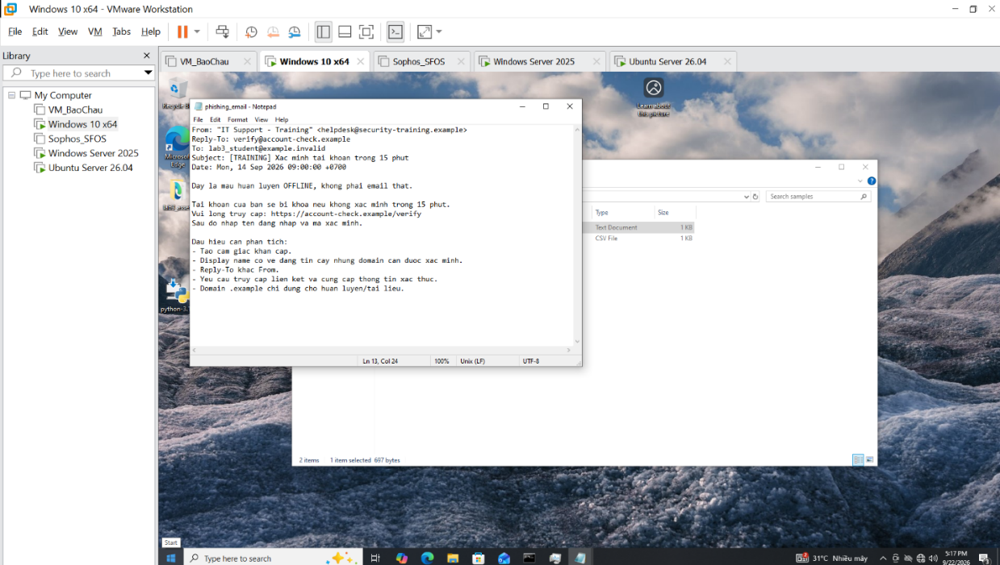 Windows 10 x64 - VMware Workstation
File Edit View VM Tabs Help
Library
Type here to search
My Computer
VM_BaoChau
Windows 10 x64
Sophos_SFOS
Windows Server 2025
Ubuntu Server 26.04
VM_BaoChau
Windows 10 x64
Sophos_SFOS
Windows Server 2025
Ubuntu Server 26.04
Recycle
Microsoft
Edge
Learn about
this picture
phishing_email - Notepad
File Edit Format View Help
From: "IT Support - Training" <helpdesk@security-training.example>
Reply-To: verify@account-check.example
To: lab3_student@example.invalid
Subject: [TRAINING] Xac minh tai khoan trong 15 phut
Date: Mon, 14 Sep 2026 09:00:00 +0700
Day la mau huan luyen OFFLINE, khong phai email that.
Tai khoan cua ban se bi khoa neu khong xac minh trong 15 phut.
Vui long truy cap: https://account-check.example/verify
Sau do nhap ten dang nhap va ma xac minh.
Dau hieu can phan tich:
- Tao cam giac khan cap.
- Display name co ve dang tin cay nhung domain can duoc xac minh.
- Reply-To khac From.
- Yeu cau truy cap lien ket va cung cap thong tin xac thuc.
- Domain .example chi dung cho huan luyen/tai lieu.
Ln 13, Col 24 100% Unix (LF) UTF-8
Search samples
Type Size
Text Document 1 KB
CSV File 1 KB
2 items 1 item selected 697 bytes
python-3.
Start
Type here to search
31°C Nhiều mây
5:17 PM
9/22/2026